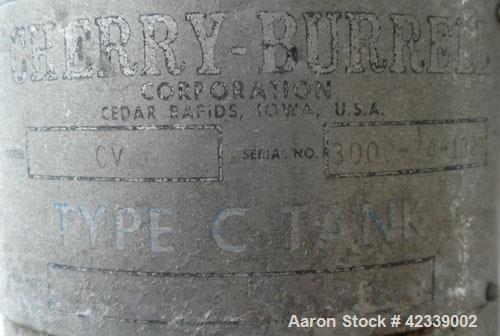 CHERRY-BURRELL
CORPORATION
CEDAR RAPIDS, IOWA, U.S.A.
CV
SERIAL NO.
TYPE C TANK
Aaron Stock # 42339002